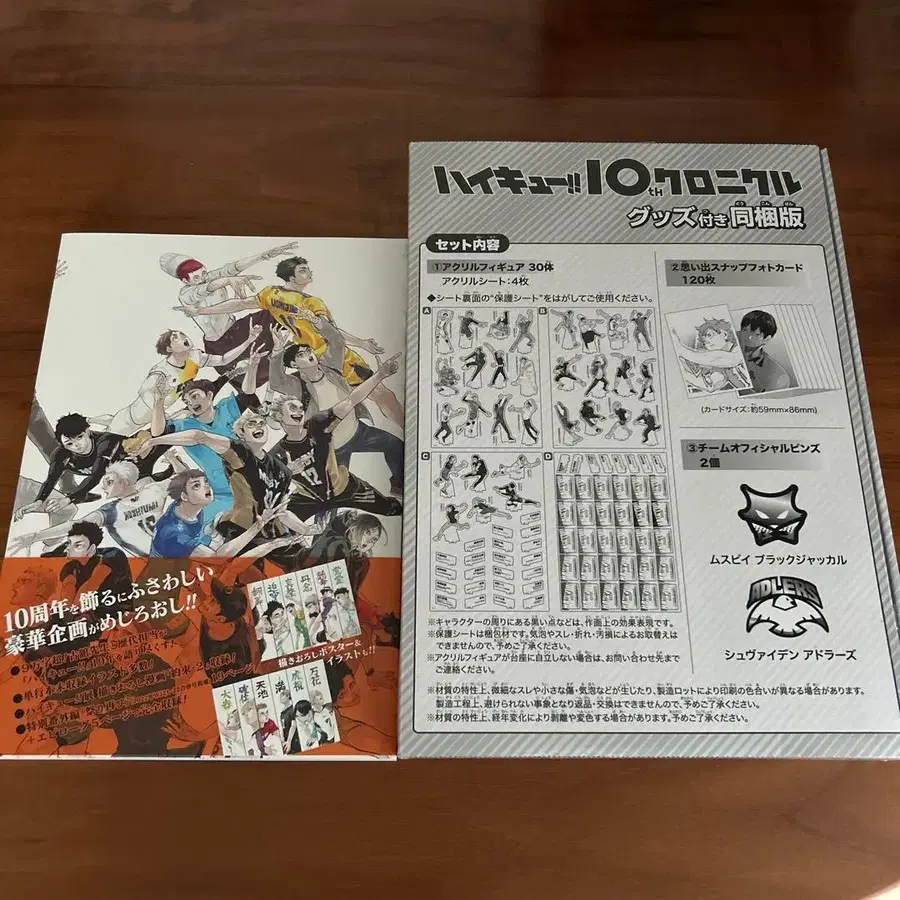 10周年を飾るにふさわしい
豪華企画がめじろおし!!
描きおろしポスター&
イラストも!!
ハイキュー!!10thクロニクル
グッズ付き同梱版
セット内容
①アクリルフィギュア 30体
アクリルシート:4枚
◆シート裏面の“保護シート”をはがしてご使用ください。
A
B
C
D
②思い出スナップフォトカード
120枚
(カードサイズ:約59mm×86mm)
③チームオフィシャルピンズ
2個
ムスビイ ブラックジャッカル
ADLERS
シュヴァイデン アドラーズ
※キャラクターの周りにある黒い点などは、作画上の効果表現です。
※保護シートは梱包材です。気泡やスレ・折れ・汚損によるお取替えは
できませんので、予めご了承ください。
※アクリルフィギュアが台座に自立しない場合は、お問い合わせ先まで
ご連絡ください。
※材質の特性上、微細なスレや小さな傷・気泡などが生じたり、製造ロットにより印刷の色合いが異なる場合があります。
製造工程上、避けられない事象となり返品・交換はできませんので、予めご了承ください。
※材質の特性上、経年変化により剥離や変色する場合があります。予めご了承ください。